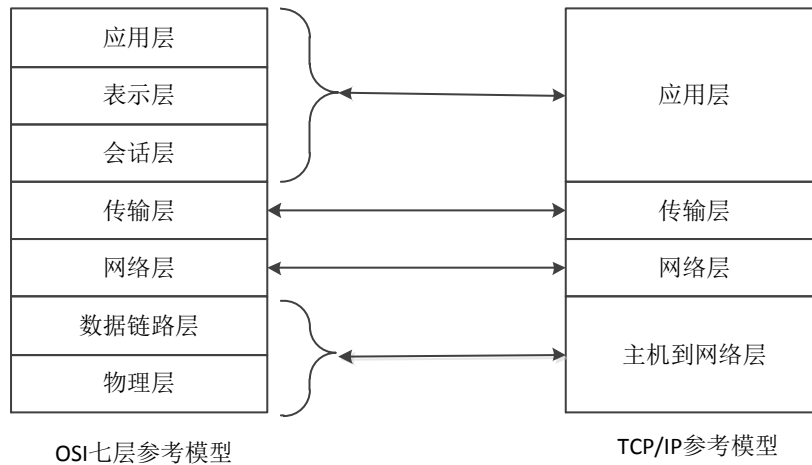 应用层
表示层
会话层
传输层
网络层
数据链路层
物理层
OSI七层参考模型
应用层
传输层
网络层
主机到网络层
TCP/IP参考模型